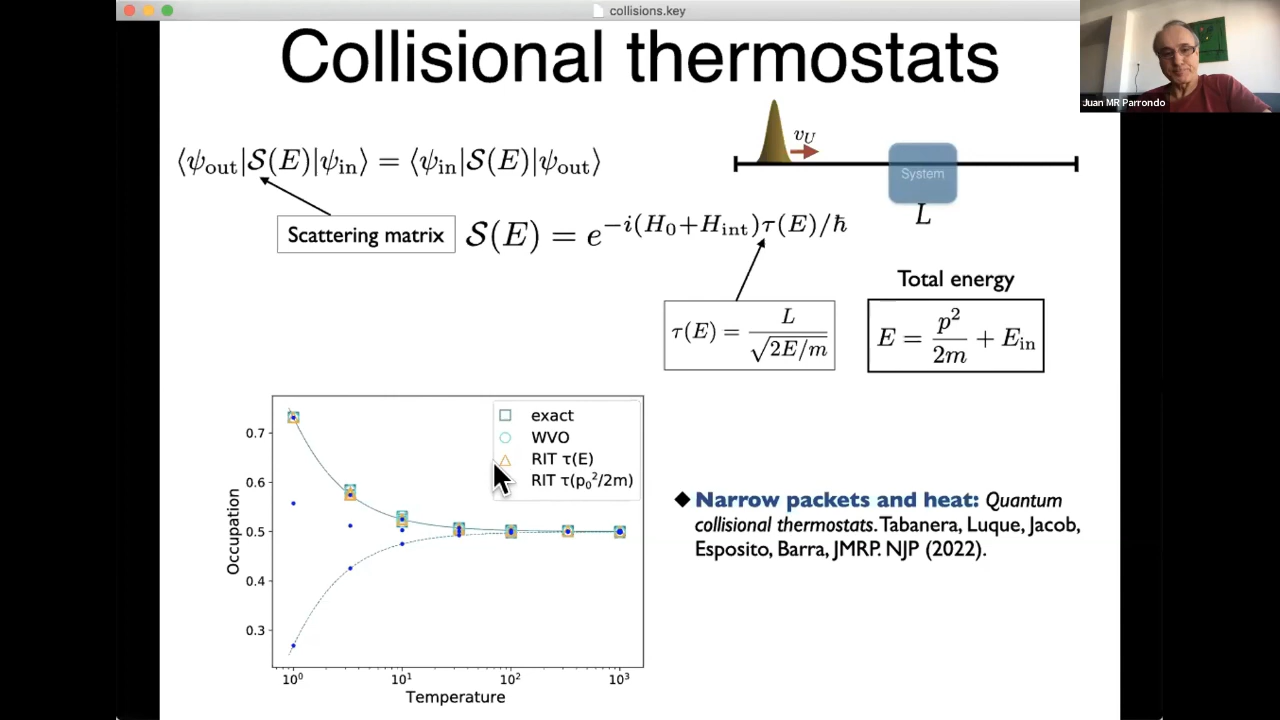 collisions.key
Collisional thermostats
Juan MR Parrondo
v_U
⟨ψ_out|𝒮(E)|ψ_in⟩ = ⟨ψ_in|𝒮(E)|ψ_out⟩
System
L
Scattering matrix
𝒮(E) = e^{−i(H_0+H_int)τ(E)/ħ}
Total energy
τ(E) = L / √(2E/m)
E = p²/2m + E_in
exact
WVO
RIT τ(E)
RIT τ(p₀²/2m)
0.7
0.6
0.5
0.4
0.3
Occupation
10⁰ 10¹ 10² 10³
Temperature
◆ Narrow packets and heat: Quantum
collisional thermostats. Tabanera, Luque, Jacob,
Esposito, Barra, JMRP. NJP (2022).